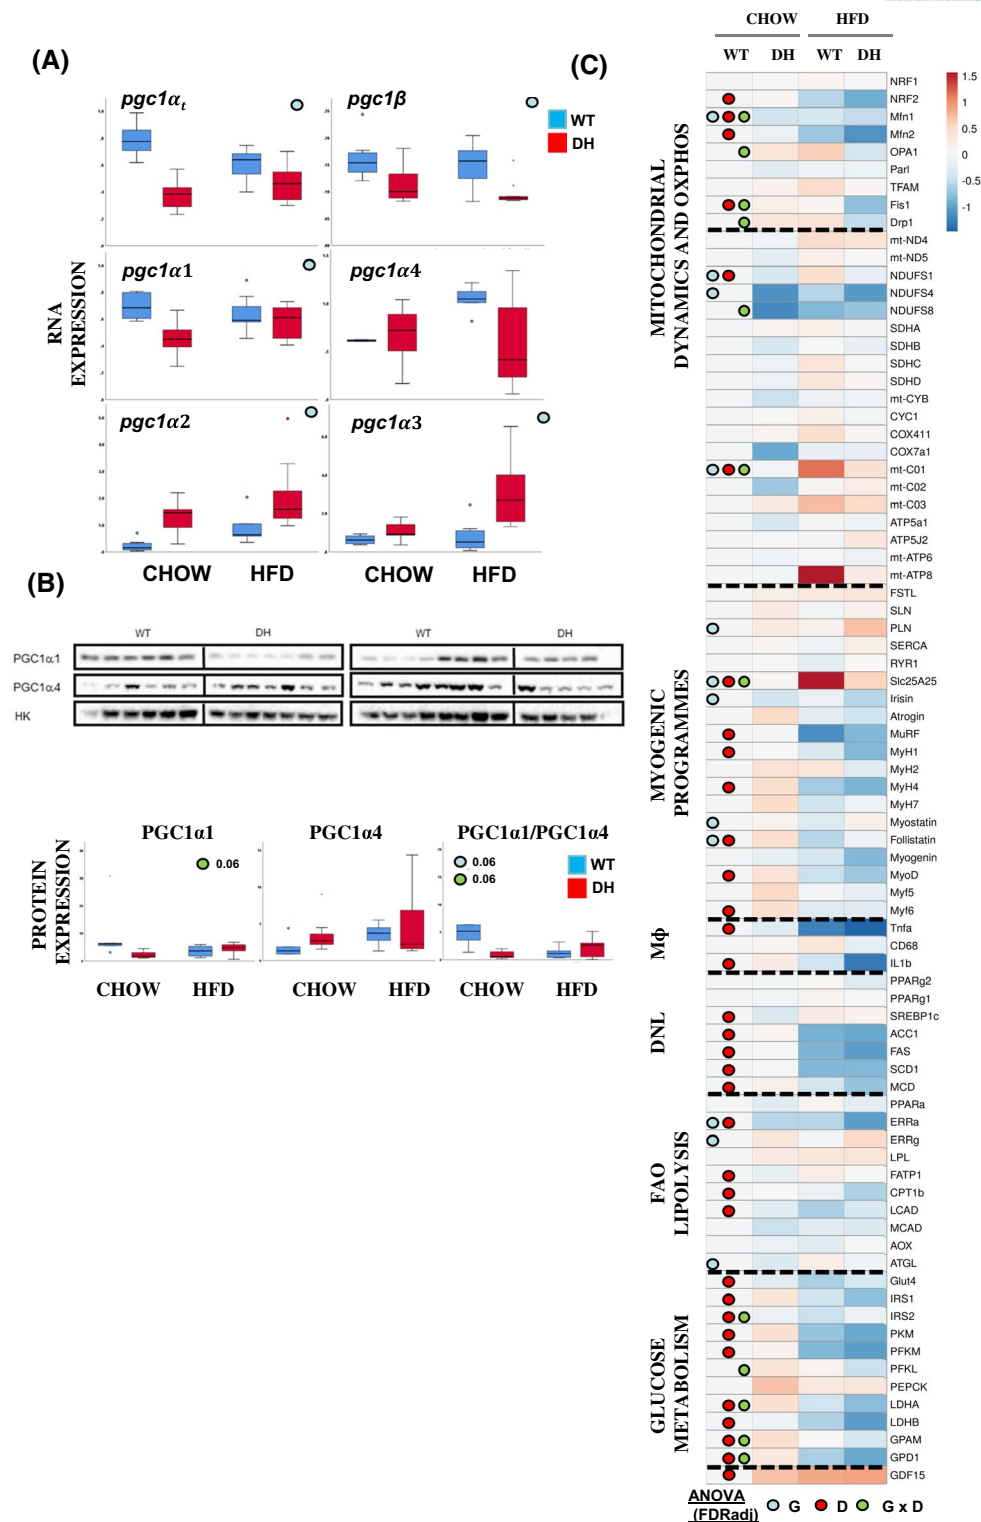 (A)
pgc1αt
pgc1β
WT
DH
pgc1α1
pgc1α4
pgc1α2
pgc1α3
RNA
EXPRESSION
CHOW
HFD
CHOW
HFD
(B)
WT
DH
WT
DH
PGC1α1
PGC1α4
HK
PROTEIN
EXPRESSION
PGC1α1
PGC1α4
PGC1α1/PGC1α4
0.06
0.06
0.06
WT
DH
CHOW
HFD
CHOW
HFD
CHOW
HFD
(C)
CHOW
HFD
WT
DH
WT
DH
1.5
1
0.5
0
-0.5
-1
MITOCHONDRIAL
DYNAMICS AND OXPHOS
NRF1
NRF2
Mfn1
Mfn2
OPA1
Parl
TFAM
Fis1
Drp1
mt-ND4
mt-ND5
NDUFS1
NDUFS4
NDUFS8
SDHA
SDHB
SDHC
SDHD
mt-CYB
CYC1
COX411
COX7a1
mt-C01
mt-C02
mt-C03
ATP5a1
ATP5J2
mt-ATP6
mt-ATP8
MYOGENIC
PROGRAMMES
FSTL
SLN
PLN
SERCA
RYR1
Slc25A25
Irisin
Atrogin
MuRF
MyH1
MyH2
MyH4
MyH7
Myostatin
Follistatin
Myogenin
MyoD
Myf5
Myf6
Mϕ
Tnfa
CD68
IL1b
DNL
PPARg2
PPARg1
SREBP1c
ACC1
FAS
SCD1
MCD
FAO
LIPOLYSIS
PPARa
ERRa
ERRg
LPL
FATP1
CPT1b
LCAD
MCAD
AOX
ATGL
GLUCOSE
METABOLISM
Glut4
IRS1
IRS2
PKM
PFKM
PFKL
PEPCK
LDHA
LDHB
GPAM
GPD1
GDF15
ANOVA
(FDRadj)
G
D
G x D